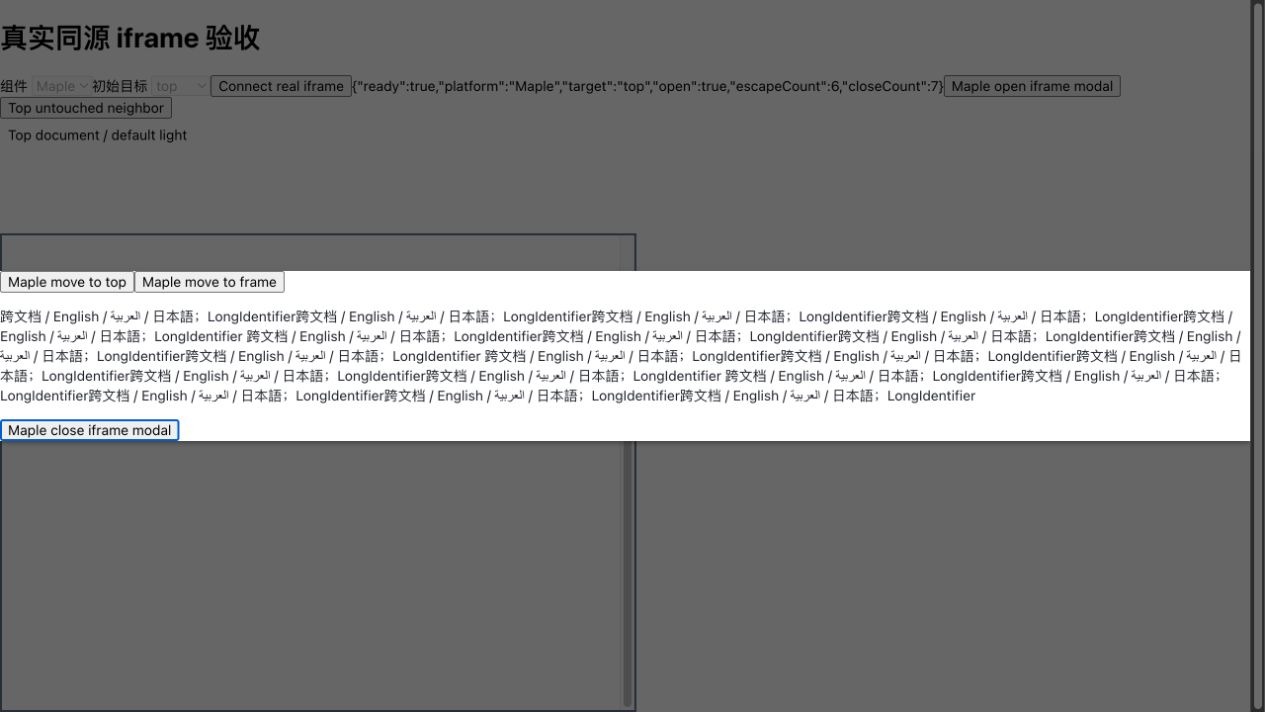 真实同源 iframe 验收
组件 Maple 初始目标 top Connect real iframe {"ready":true,"platform":"Maple","target":"top","open":true,"escapeCount":6,"closeCount":7} Maple open iframe modal
Top untouched neighbor
Top document / default light
Maple move to top Maple move to frame
跨文档 / English / العربية / 日本語；LongIdentifier跨文档 / English / العربية / 日本語；LongIdentifier跨文档 / English / العربية / 日本語；LongIdentifier跨文档 / English / العربية / 日本語；LongIdentifier跨文档 /
English / العربية / 日本語；LongIdentifier 跨文档 / English / العربية / 日本語；LongIdentifier跨文档 / English / العربية / 日本語；LongIdentifier跨文档 / English / العربية / 日本語；LongIdentifier跨文档 / English /
العربية / 日本語；LongIdentifier跨文档 / English / العربية / 日本語；LongIdentifier 跨文档 / English / العربية / 日本語；LongIdentifier跨文档 / English / العربية / 日本語；LongIdentifier跨文档 / English / العربية / 日
本語；LongIdentifier跨文档 / English / العربية / 日本語；LongIdentifier跨文档 / English / العربية / 日本語；LongIdentifier 跨文档 / English / العربية / 日本語；LongIdentifier跨文档 / English / العربية / 日本語；
LongIdentifier跨文档 / English / العربية / 日本語；LongIdentifier跨文档 / English / العربية / 日本語；LongIdentifier跨文档 / English / العربية / 日本語；LongIdentifier
Maple close iframe modal